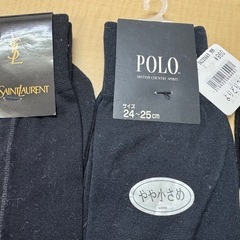 YSL
SAINT LAURENT
POLO
BRITISH COUNTRY SPIRIT
サイズ
24~25cm
やや小さめ